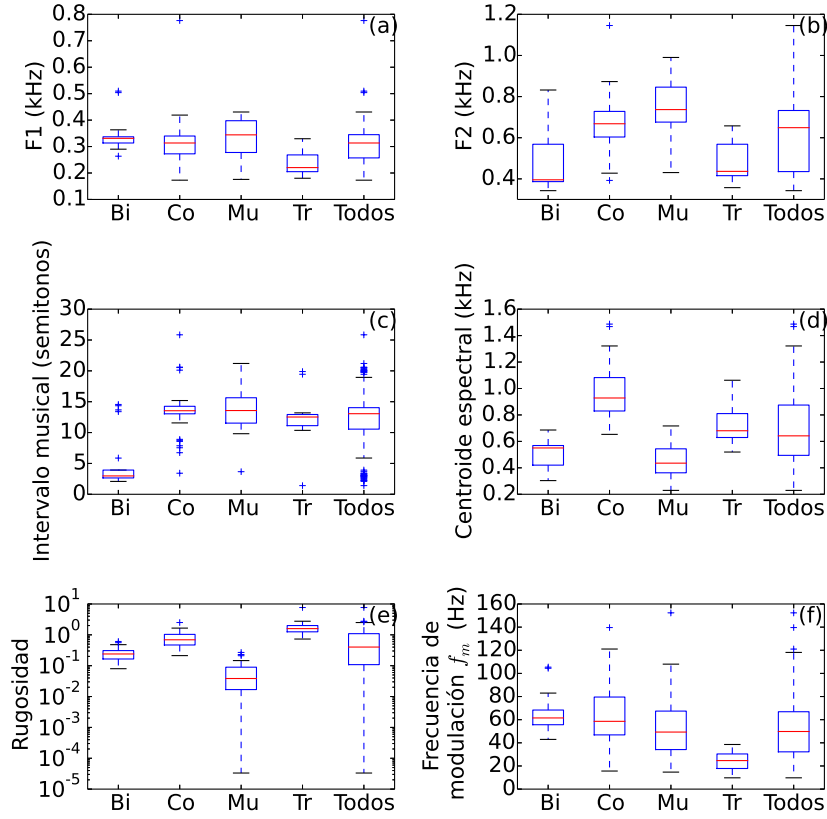 (a)
F1 (kHz)
0.8
0.7
0.6
0.5
0.4
0.3
0.2
0.1
Bi Co Mu Tr Todos
(b)
F2 (kHz)
1.2
1.0
0.8
0.6
0.4
Bi Co Mu Tr Todos
(c)
Intervalo musical (semitonos)
30
25
20
15
10
5
0
Bi Co Mu Tr Todos
(d)
Centroide espectral (kHz)
1.6
1.4
1.2
1.0
0.8
0.6
0.4
0.2
Bi Co Mu Tr Todos
(e)
Rugosidad
10¹
10⁰
10⁻¹
10⁻²
10⁻³
10⁻⁴
10⁻⁵
Bi Co Mu Tr Todos
(f)
Frecuencia de
modulación fₘ (Hz)
160
140
120
100
80
60
40
20
0
Bi Co Mu Tr Todos